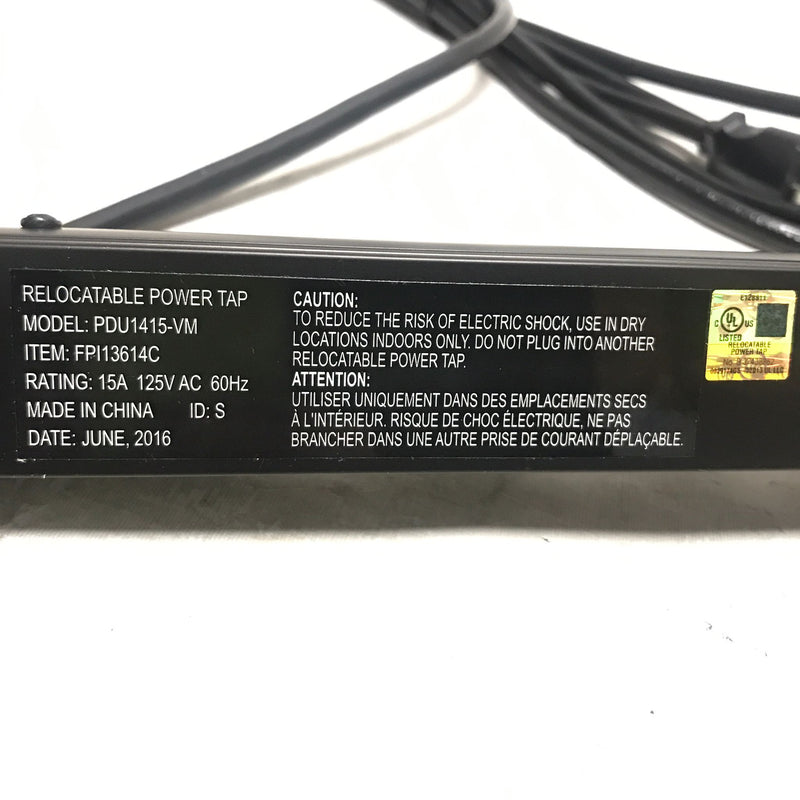 RELOCATABLE POWER TAP
MODEL: PDU1415-VM
ITEM: FPI13614C
RATING: 15A 125V AC 60Hz
MADE IN CHINA ID: S
DATE: JUNE, 2016
CAUTION:
TO REDUCE THE RISK OF ELECTRIC SHOCK, USE IN DRY
LOCATIONS INDOORS ONLY. DO NOT PLUG INTO ANOTHER
RELOCATABLE POWER TAP.
ATTENTION:
UTILISER UNIQUEMENT DANS DES EMPLACEMENTS SECS
À L'INTÉRIEUR. RISQUE DE CHOC ÉLECTRIQUE, NE PAS
BRANCHER DANS UNE AUTRE PRISE DE COURANT DÉPLAÇABLE.
C UL US
LISTED
RELOCATABLE
POWER TAP